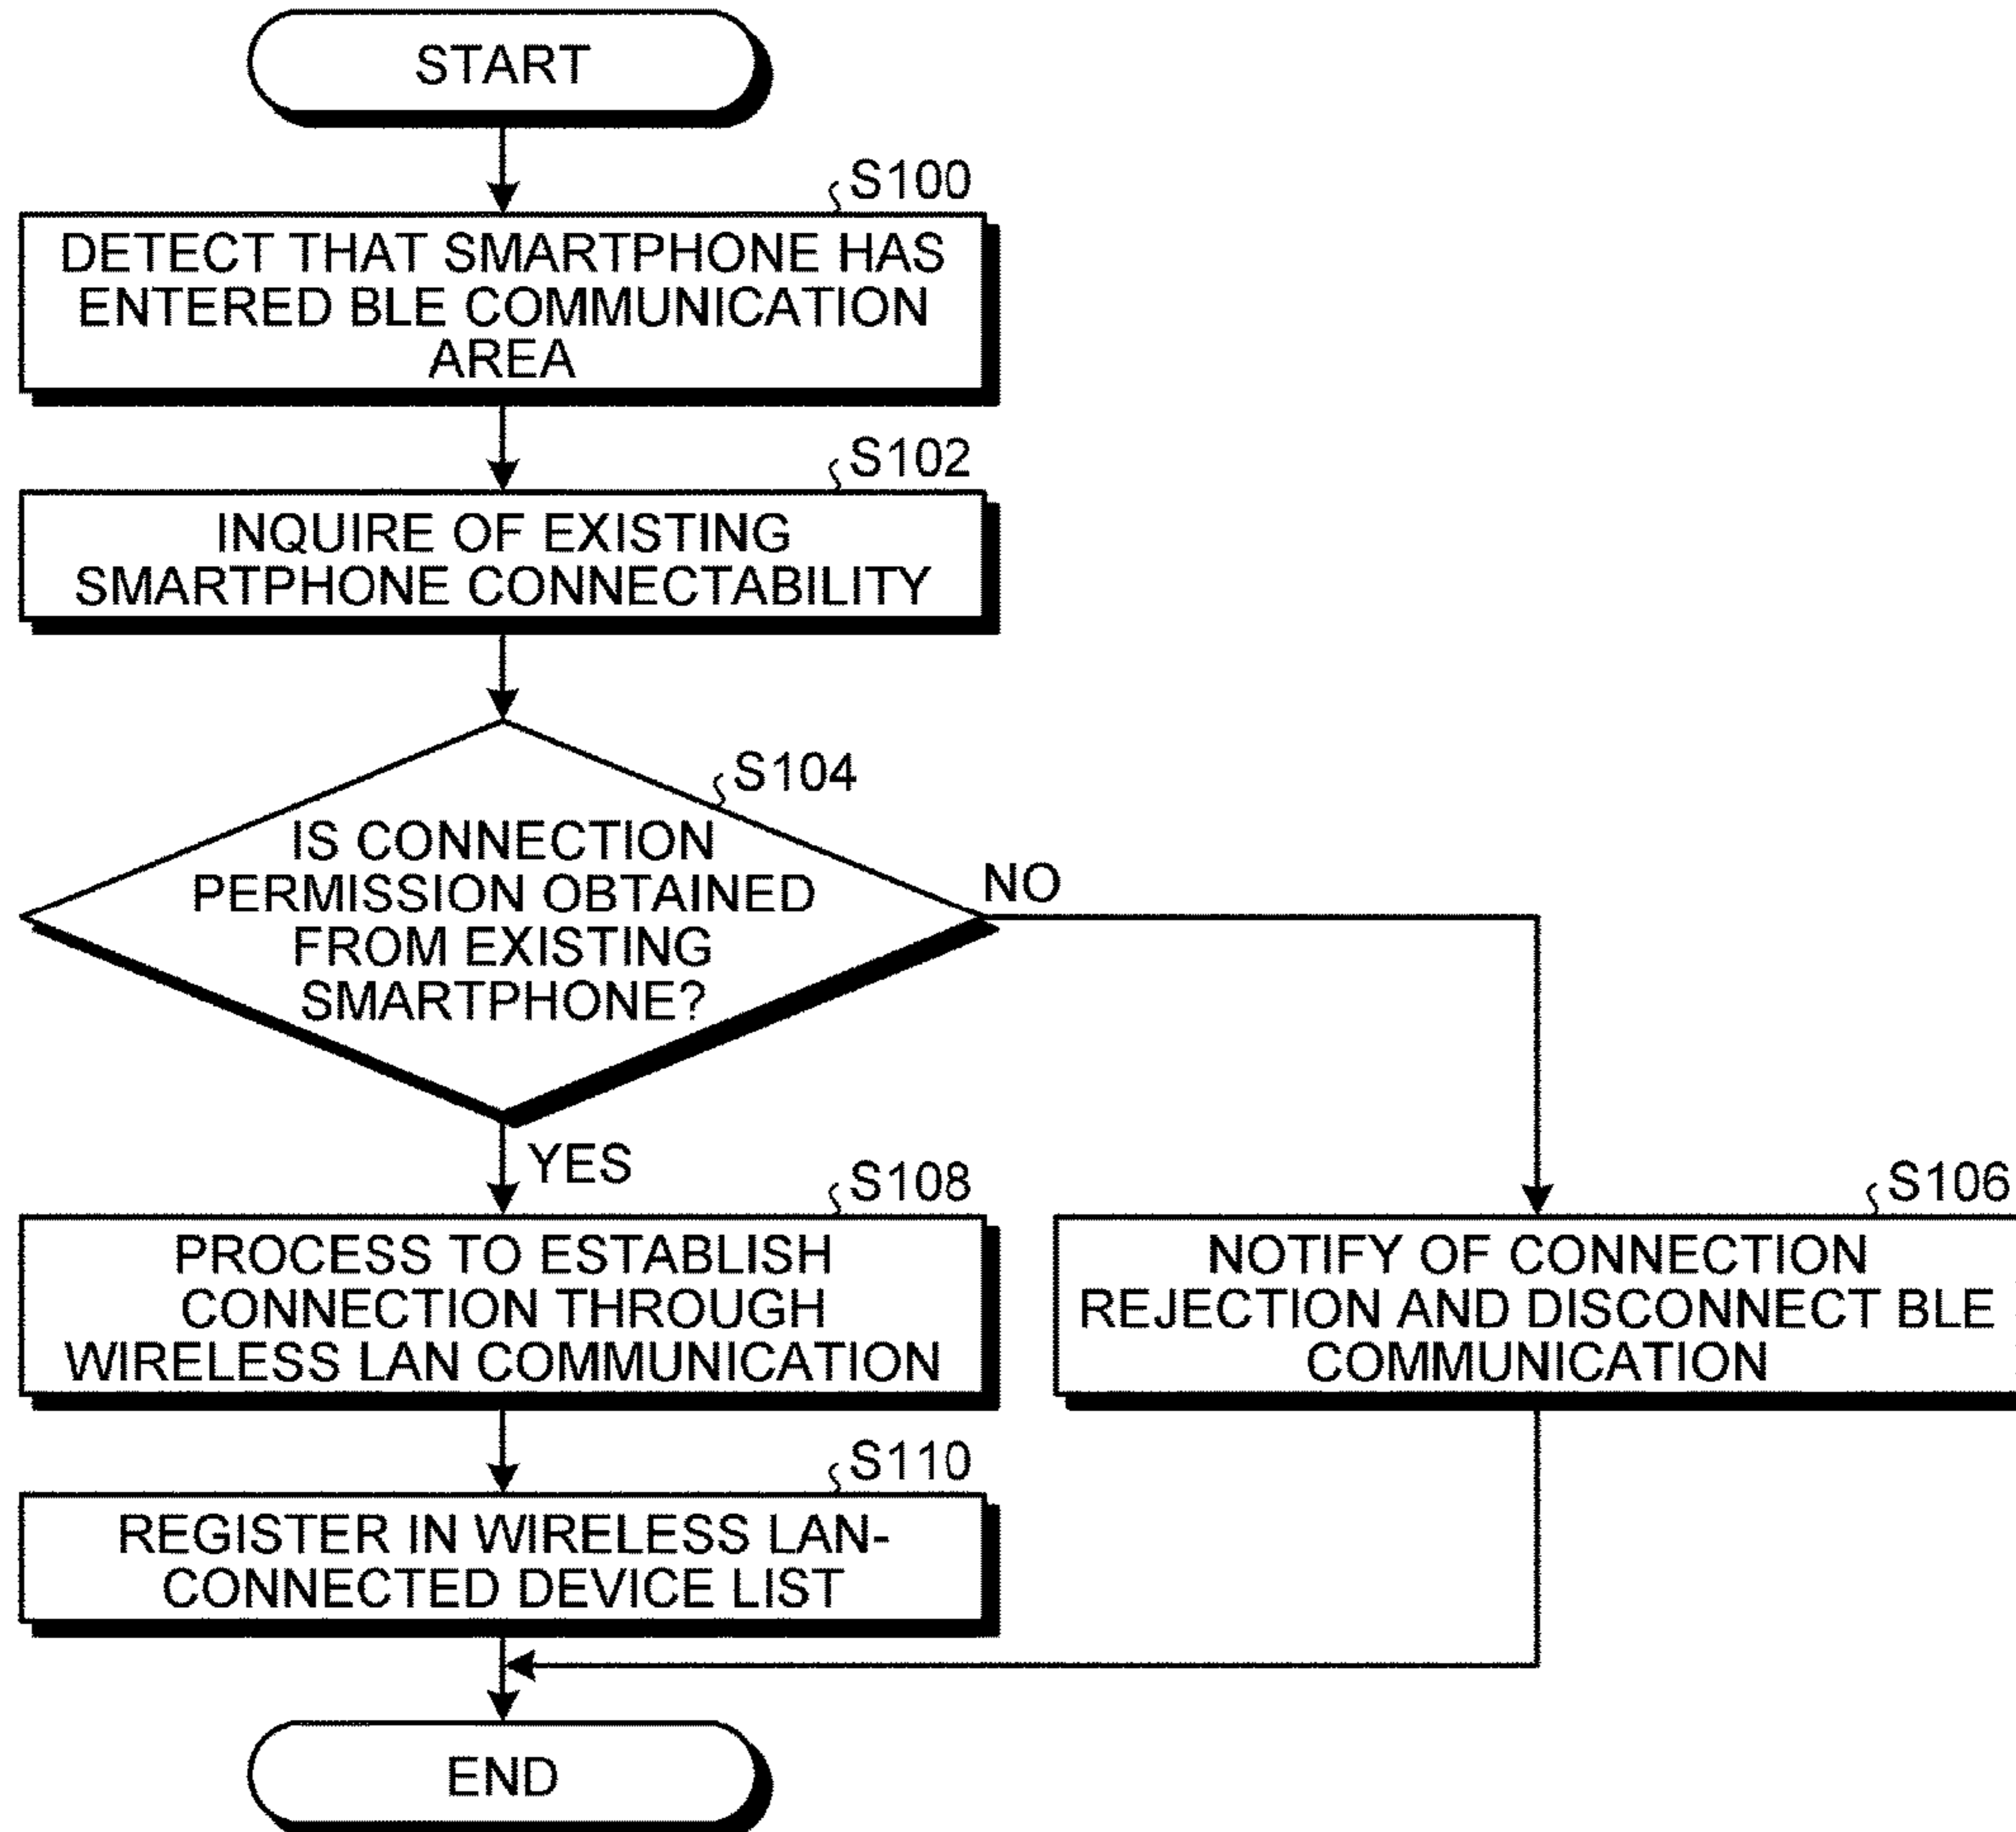 START
S100
DETECT THAT SMARTPHONE HAS
ENTERED BLE COMMUNICATION
AREA
S102
INQUIRE OF EXISTING
SMARTPHONE CONNECTABILITY
S104
IS CONNECTION
PERMISSION OBTAINED
FROM EXISTING
SMARTPHONE?
NO
YES
S108
PROCESS TO ESTABLISH
CONNECTION THROUGH
WIRELESS LAN COMMUNICATION
S106
NOTIFY OF CONNECTION
REJECTION AND DISCONNECT BLE
COMMUNICATION
S110
REGISTER IN WIRELESS LAN-
CONNECTED DEVICE LIST
END